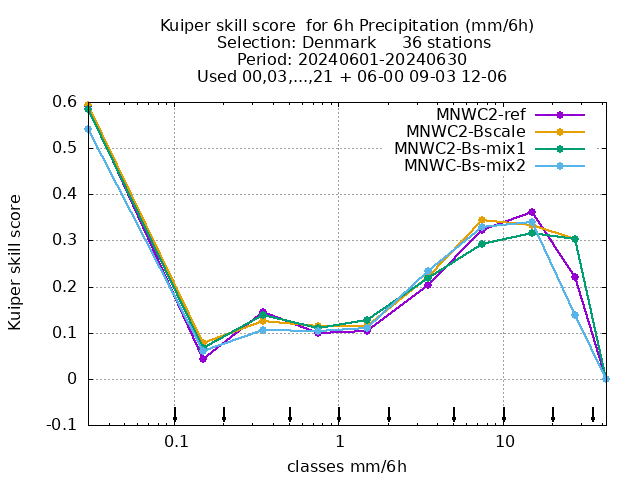 Kuiper skill score  for 6h Precipitation (mm/6h)
Selection: Denmark     36 stations
Period: 20240601-20240630
Used 00,03,...,21 + 06-00 09-03 12-06
MNWC2-ref
MNWC2-Bscale
MNWC2-Bs-mix1
MNWC-Bs-mix2
Kuiper skill score
0.6
0.5
0.4
0.3
0.2
0.1
0
-0.1
0.1
1
10
classes mm/6h